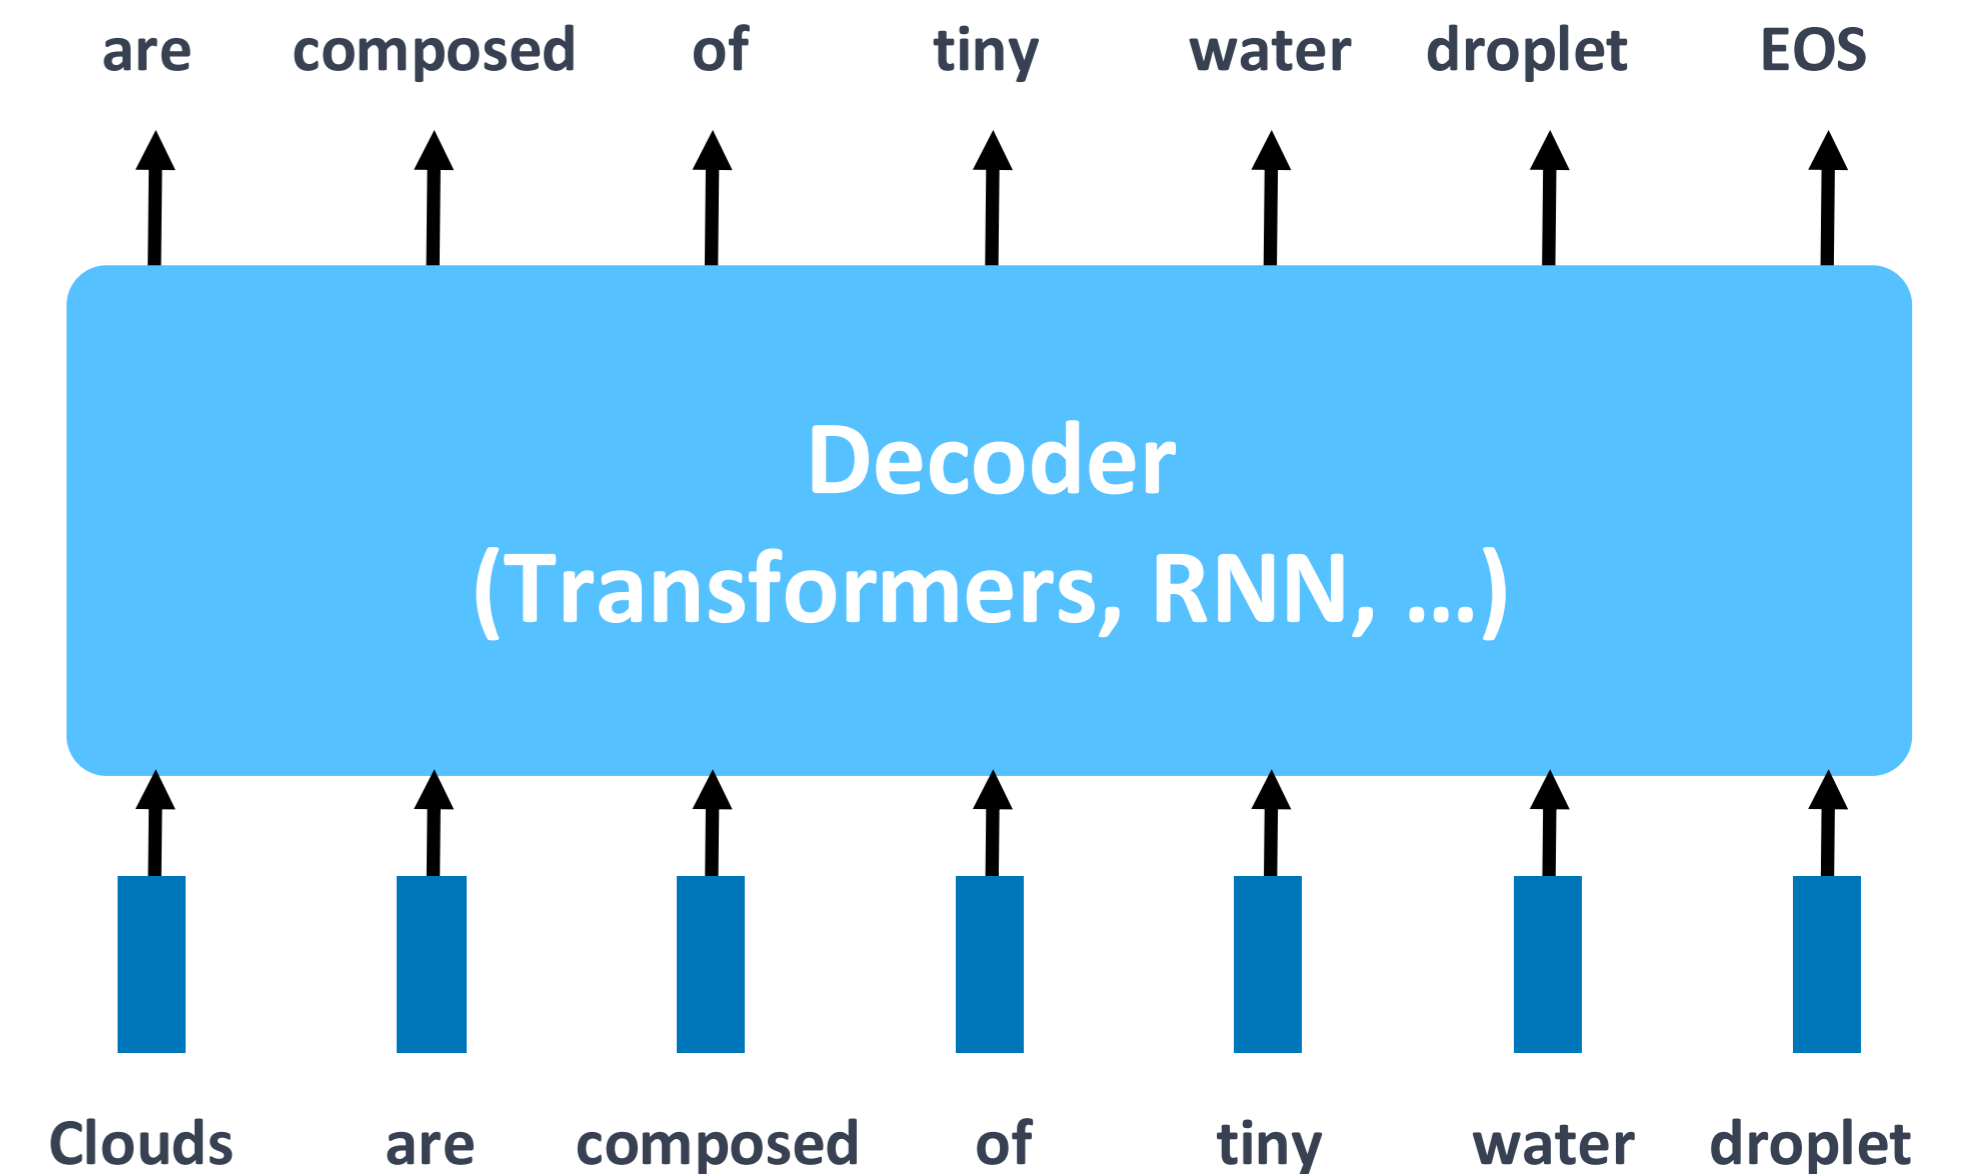 are composed of tiny water droplet EOS
Decoder
(Transformers, RNN, ...)
Clouds are composed of tiny water droplet